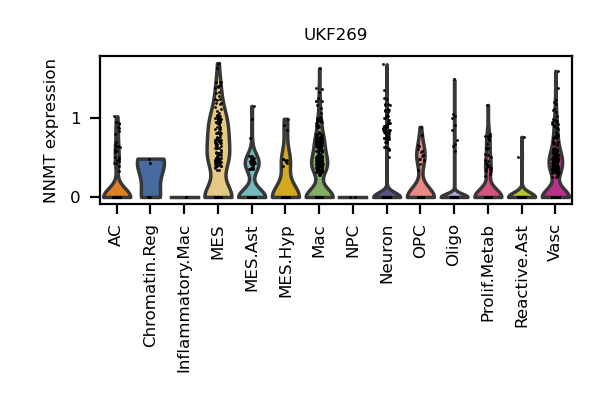 UKF269
NNMT expression
1
0
AC
Chromatin.Reg
Inflammatory.Mac
MES
MES.Ast
MES.Hyp
Mac
NPC
Neuron
OPC
Oligo
Prolif.Metab
Reactive.Ast
Vasc